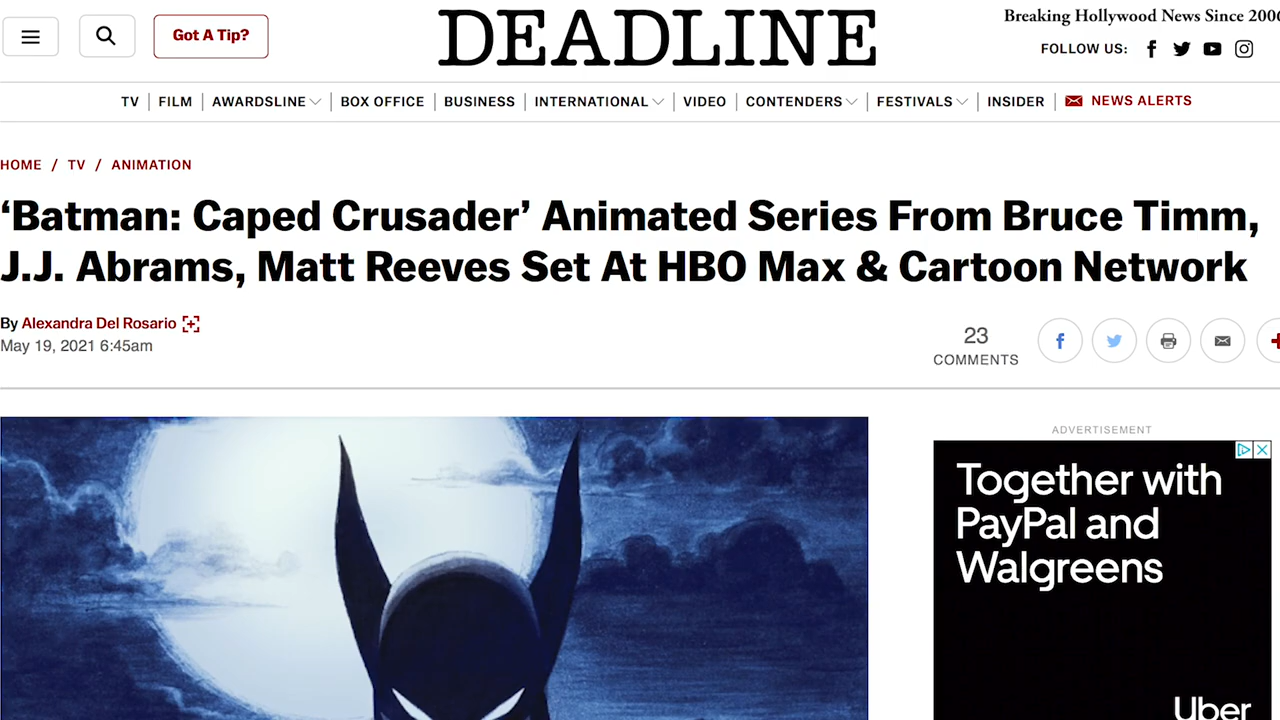 Got A Tip?
DEADLINE
Breaking Hollywood News Since 2006
FOLLOW US:
TV FILM AWARDSLINE BOX OFFICE BUSINESS INTERNATIONAL VIDEO CONTENDERS FESTIVALS INSIDER NEWS ALERTS
HOME / TV / ANIMATION
‘Batman: Caped Crusader’ Animated Series From Bruce Timm,
J.J. Abrams, Matt Reeves Set At HBO Max & Cartoon Network
By Alexandra Del Rosario
May 19, 2021 6:45am
23
COMMENTS
ADVERTISEMENT
Together with
PayPal and
Walgreens
Uber